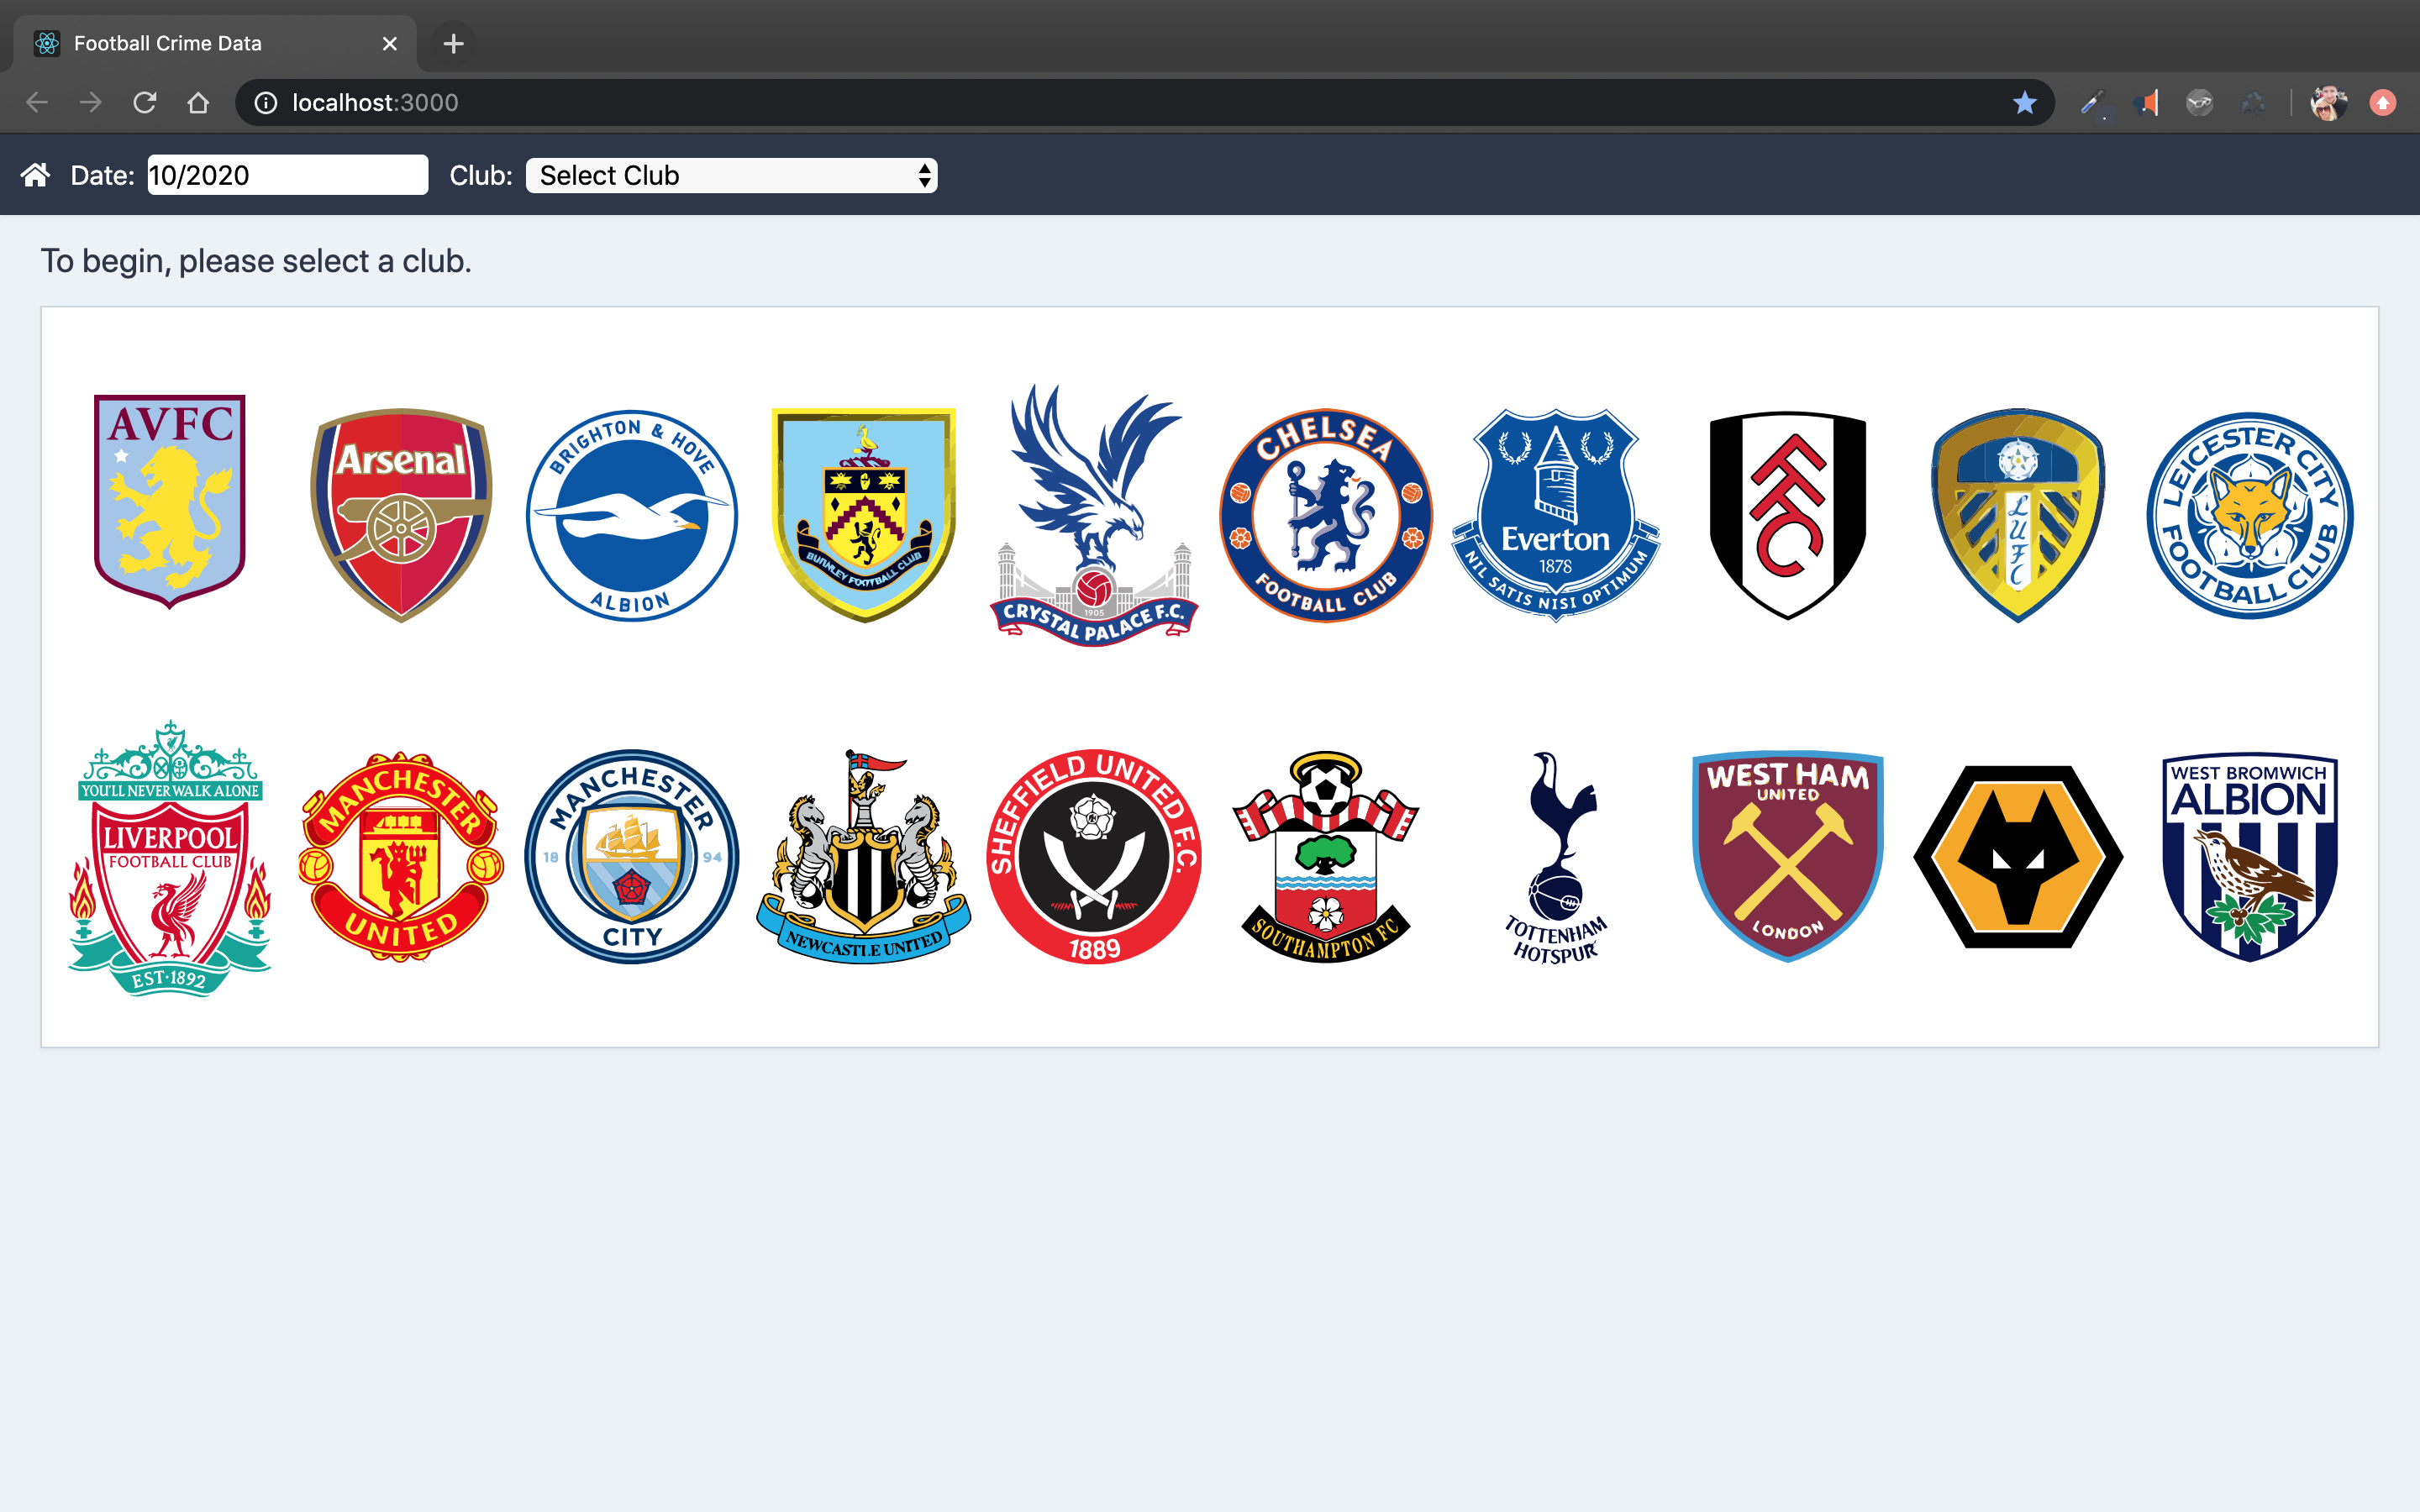 Football Crime Data
localhost:3000
Date: 10/2020 Club: Select Club
To begin, please select a club.
AVFC
Arsenal
BRIGHTON & HOVE
ALBION
BURNLEY FOOTBALL CLUB
1905
CRYSTAL PALACE F.C.
CHELSEA
FOOTBALL CLUB
Everton
1878
NIL SATIS NISI OPTIMUM
FFC
LUFC
LEICESTER CITY
FOOTBALL CLUB
YOU'LL NEVER WALK ALONE
LIVERPOOL
FOOTBALL CLUB
EST·1892
MANCHESTER
UNITED
MANCHESTER
18 94
CITY
NEWCASTLE UNITED
SHEFFIELD UNITED F.C.
1889
SOUTHAMPTON FC
TOTTENHAM
HOTSPUR
WEST HAM
UNITED
LONDON
WEST BROMWICH
ALBION